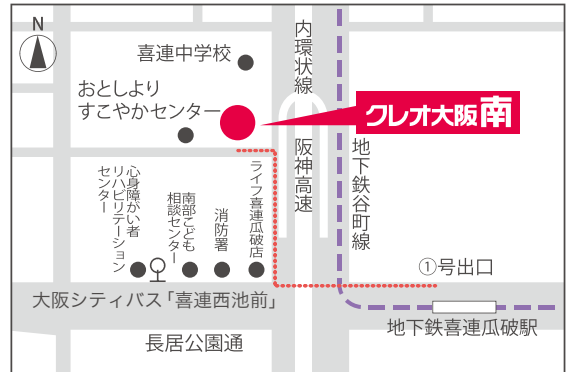 N
喜連中学校
おとしより
すこやかセンター
内環状線
クレオ大阪南
阪神高速
地下鉄谷町線
心身障がい者
リハビリテーション
センター
南部こども
相談センター
消防署
ライフ喜連瓜破店
①号出口
大阪シティバス「喜連西池前」
地下鉄喜連瓜破駅
長居公園通